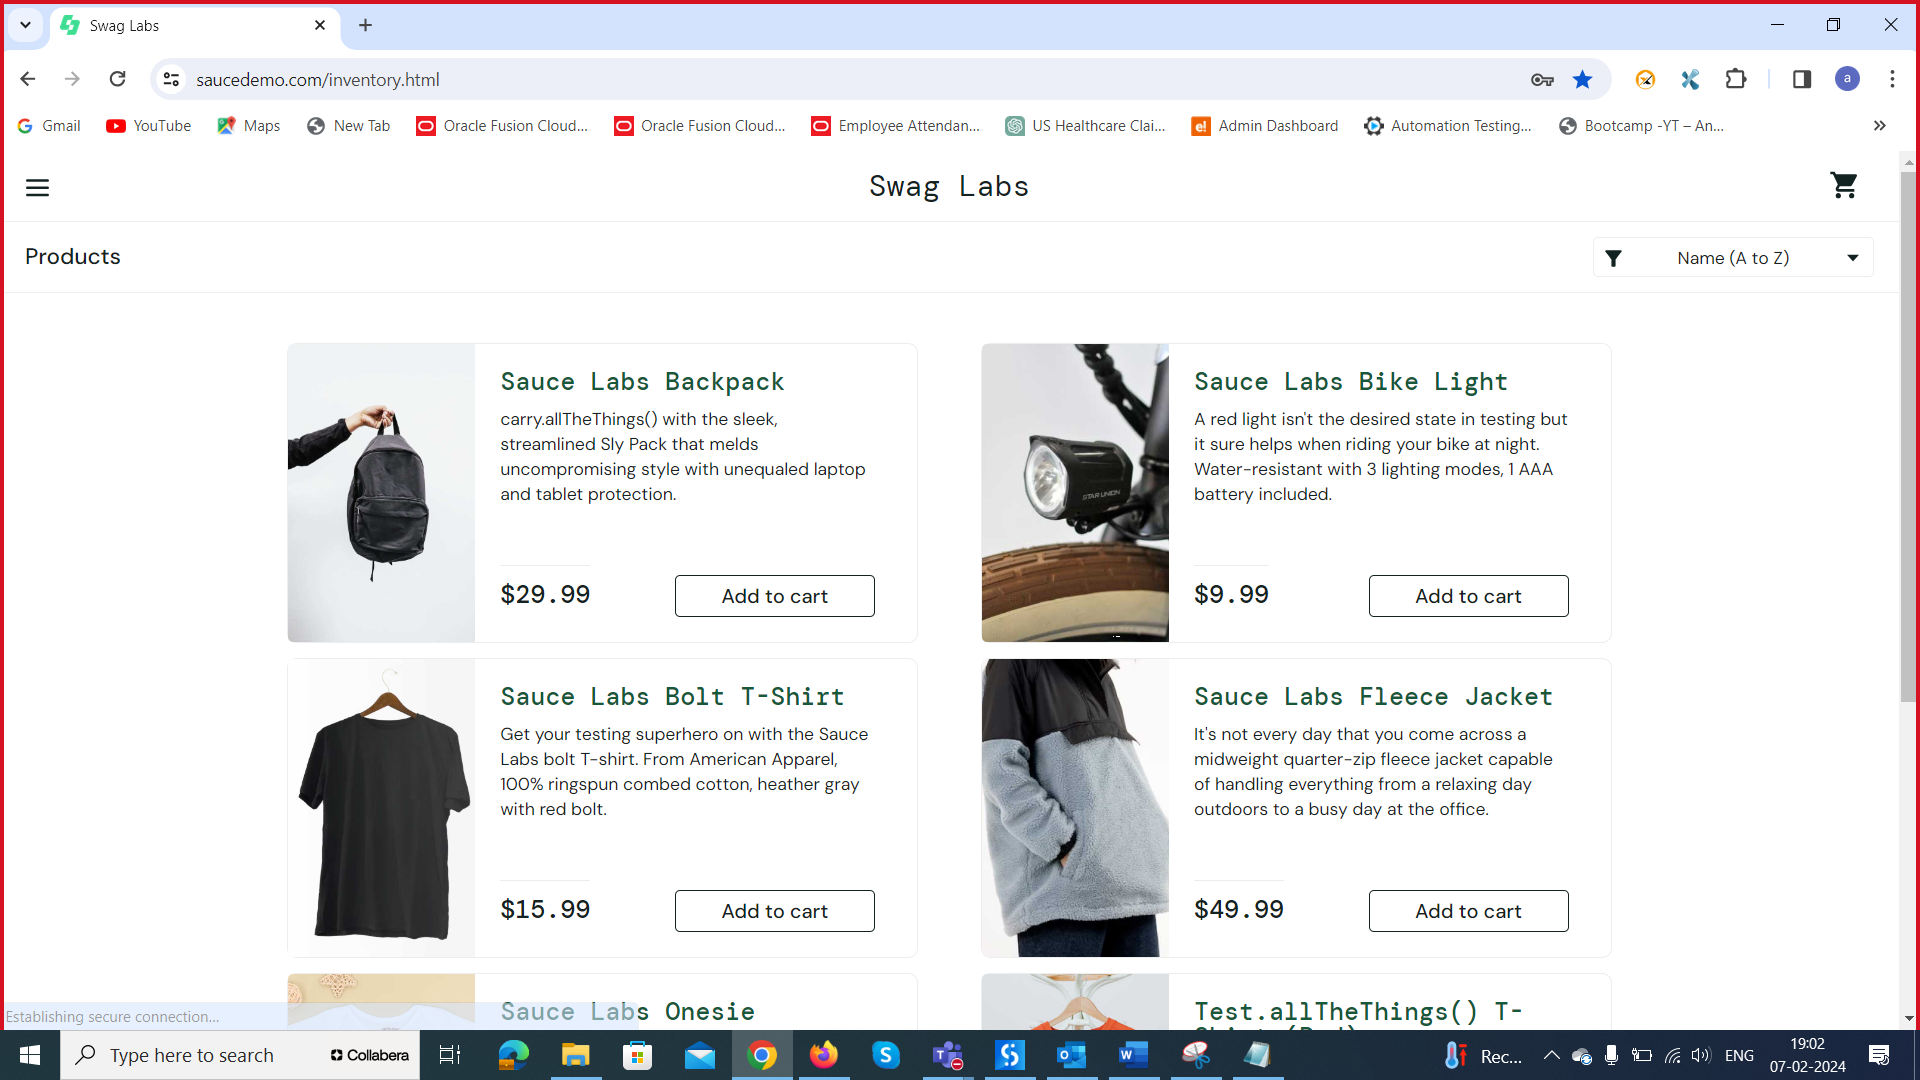 Swag Labs
saucedemo.com/inventory.html
a
Gmail
YouTube
Maps
New Tab
Oracle Fusion Cloud...
Oracle Fusion Cloud...
Employee Attendan...
US Healthcare Clai...
Admin Dashboard
Automation Testing...
Bootcamp -YT – An...
Swag Labs
Products
Name (A to Z)
Sauce Labs Backpack
carry.allTheThings() with the sleek,
streamlined Sly Pack that melds
uncompromising style with unequaled laptop
and tablet protection.
$29.99
Add to cart
Sauce Labs Bike Light
A red light isn't the desired state in testing but
it sure helps when riding your bike at night.
Water-resistant with 3 lighting modes, 1 AAA
battery included.
STAR UNION
$9.99
Add to cart
Sauce Labs Bolt T-Shirt
Get your testing superhero on with the Sauce
Labs bolt T-shirt. From American Apparel,
100% ringspun combed cotton, heather gray
with red bolt.
$15.99
Add to cart
Sauce Labs Fleece Jacket
It's not every day that you come across a
midweight quarter-zip fleece jacket capable
of handling everything from a relaxing day
outdoors to a busy day at the office.
$49.99
Add to cart
Sauce Labs Onesie
Test.allTheThings() T-
Shirt (Red)
Establishing secure connection...
Type here to search
Collabera
Rec...
ENG
19:02
07-02-2024